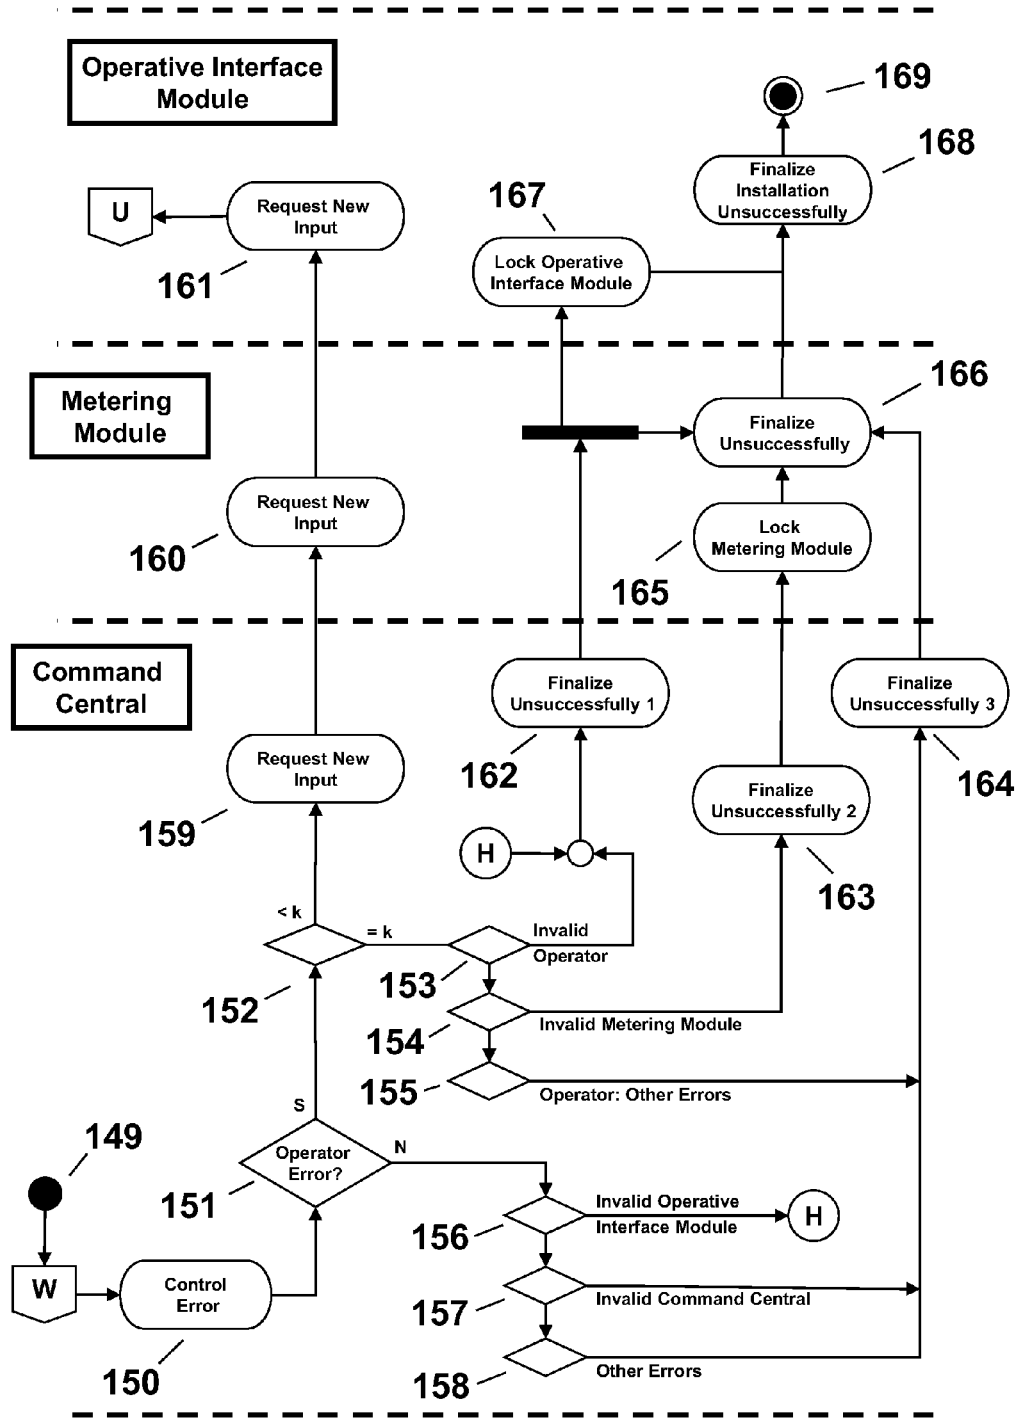 Operative Interface
Module
169
168
Finalize
Installation
Unsuccessfully
167
U
Request New
Input
161
Lock Operative
Interface Module
Metering
Module
166
Finalize
Unsuccessfully
Request New
Input
160
Lock
Metering Module
165
Command
Central
Finalize
Unsuccessfully 1
162
Finalize
Unsuccessfully 3
164
Request New
Input
159
Finalize
Unsuccessfully 2
163
H
< k
= k
152
Invalid
Operator
153
154
Invalid Metering Module
155
Operator: Other Errors
S
N
149
Operator
Error?
151
156
Invalid Operative
Interface Module
H
W
Control
Error
150
157
Invalid Command Central
158
Other Errors